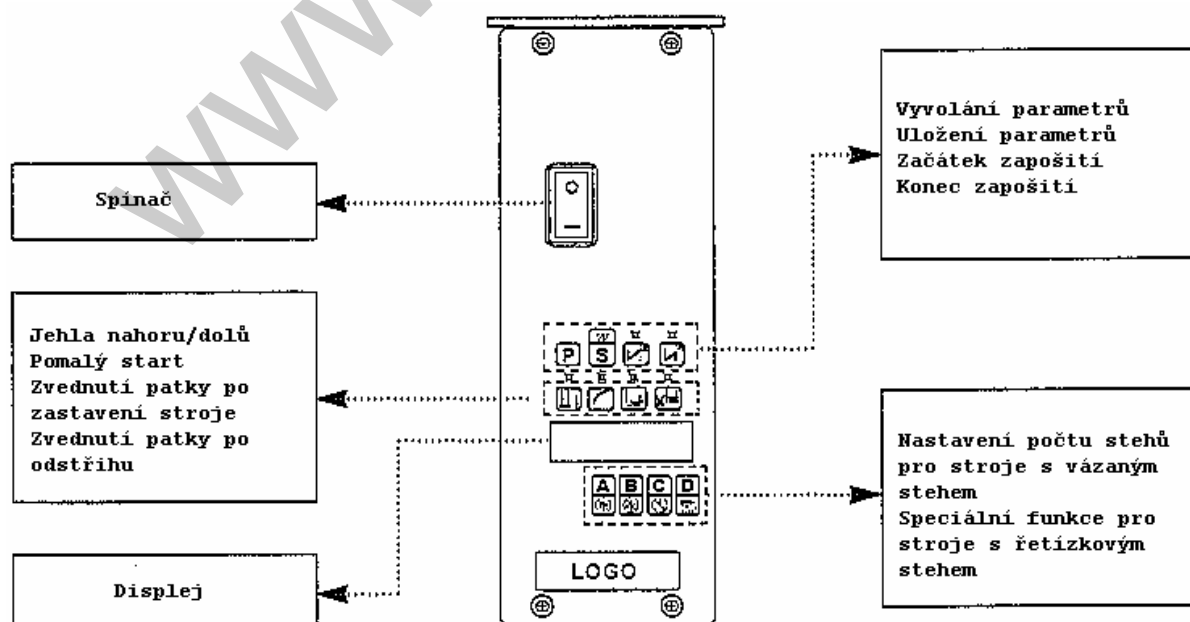 www
Spínač
Jehla nahoru/dolů
Pomalý start
Zvednutí patky po
zastavení stroje
Zvednutí patky po
odstřihu
Displej
P
S
A B C D
LOGO
Vyvolání parametrů
Uložení parametrů
Začátek zapošití
Konec zapošití
Nastavení počtu stehů
pro stroje s vázaným
stehem
Speciální funkce pro
stroje s řetízkovým
stehem